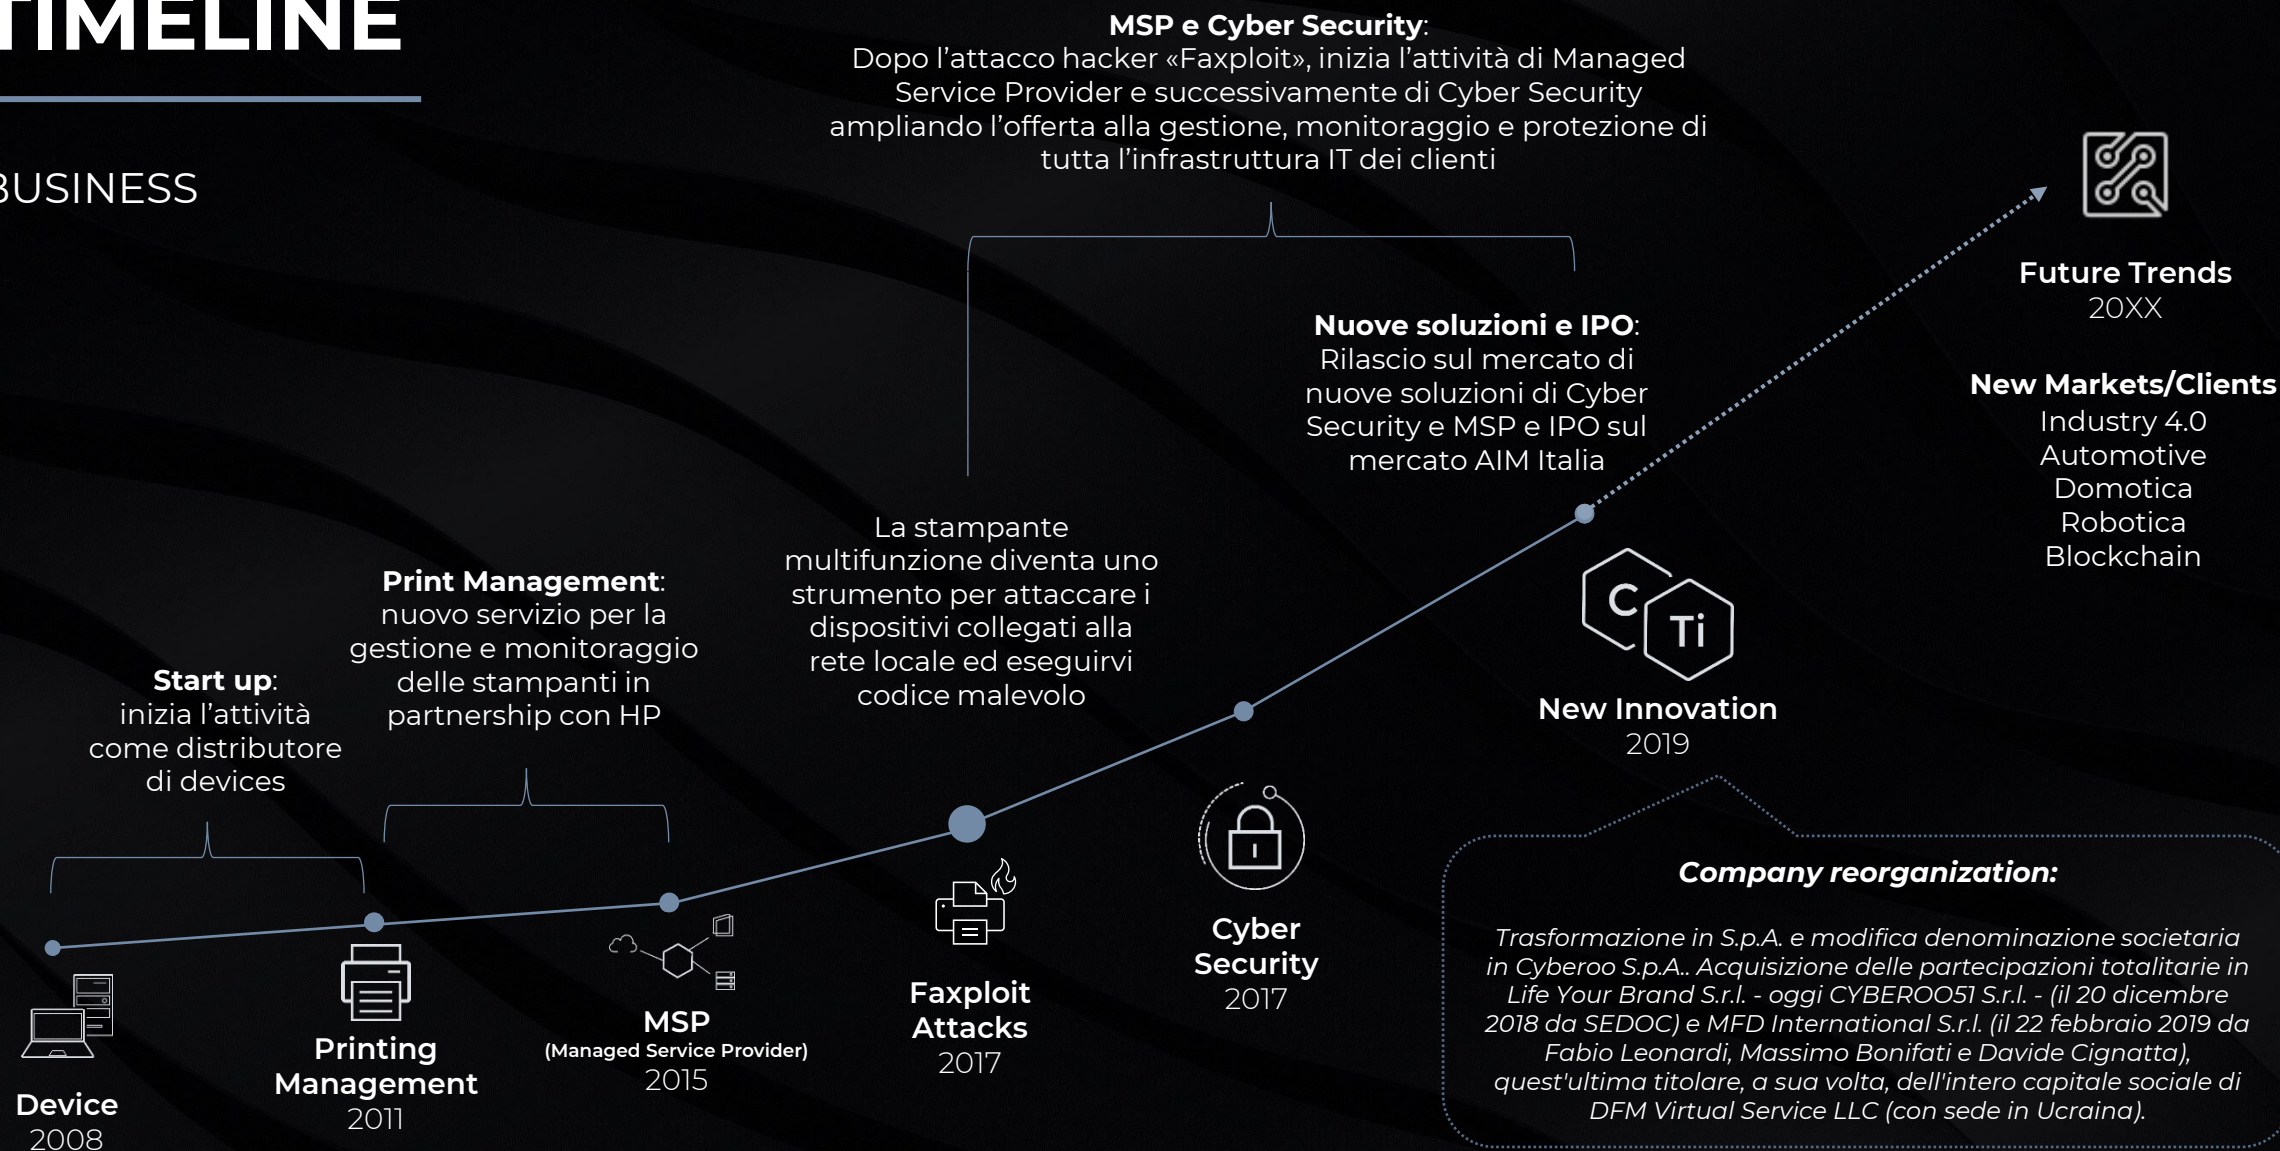 TIMELINE
BUSINESS
MSP e Cyber Security:
Dopo l’attacco hacker «Faxploit», inizia l’attività di Managed
Service Provider e successivamente di Cyber Security
ampliando l’offerta alla gestione, monitoraggio e protezione di
tutta l’infrastruttura IT dei clienti
Start up:
inizia l’attività
come distributore
di devices
Print Management:
nuovo servizio per la
gestione e monitoraggio
delle stampanti in
partnership con HP
La stampante
multifunzione diventa uno
strumento per attaccare i
dispositivi collegati alla
rete locale ed eseguirvi
codice malevolo
Nuove soluzioni e IPO:
Rilascio sul mercato di
nuove soluzioni di Cyber
Security e MSP e IPO sul
mercato AIM Italia
Future Trends
20XX
New Markets/Clients
Industry 4.0
Automotive
Domotica
Robotica
Blockchain
Device
2008
Printing
Management
2011
MSP
(Managed Service Provider)
2015
Faxploit
Attacks
2017
Cyber
Security
2017
C
Ti
New Innovation
2019
Company reorganization:
Trasformazione in S.p.A. e modifica denominazione societaria
in Cyberoo S.p.A.. Acquisizione delle partecipazioni totalitarie in
Life Your Brand S.r.l. - oggi CYBEROO51 S.r.l. - (il 20 dicembre
2018 da SEDOC) e MFD International S.r.l. (il 22 febbraio 2019 da
Fabio Leonardi, Massimo Bonifati e Davide Cignatta),
quest'ultima titolare, a sua volta, dell'intero capitale sociale di
DFM Virtual Service LLC (con sede in Ucraina).